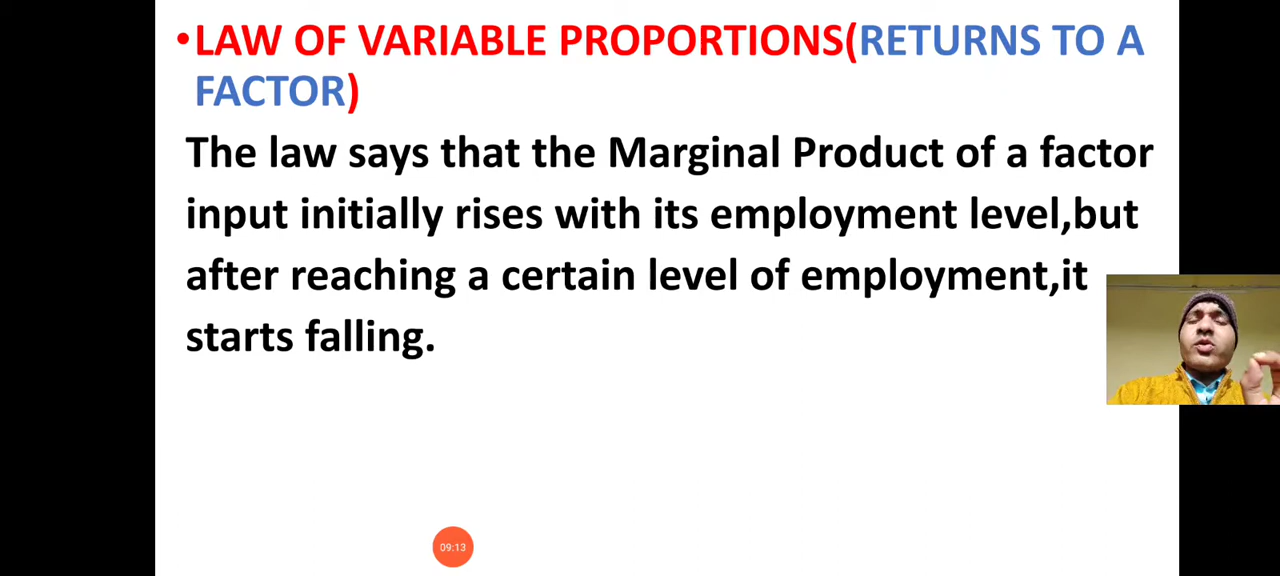 •LAW OF VARIABLE PROPORTIONS(RETURNS TO A
FACTOR)
The law says that the Marginal Product of a factor
input initially rises with its employment level,but
after reaching a certain level of employment,it
starts falling.
09:13